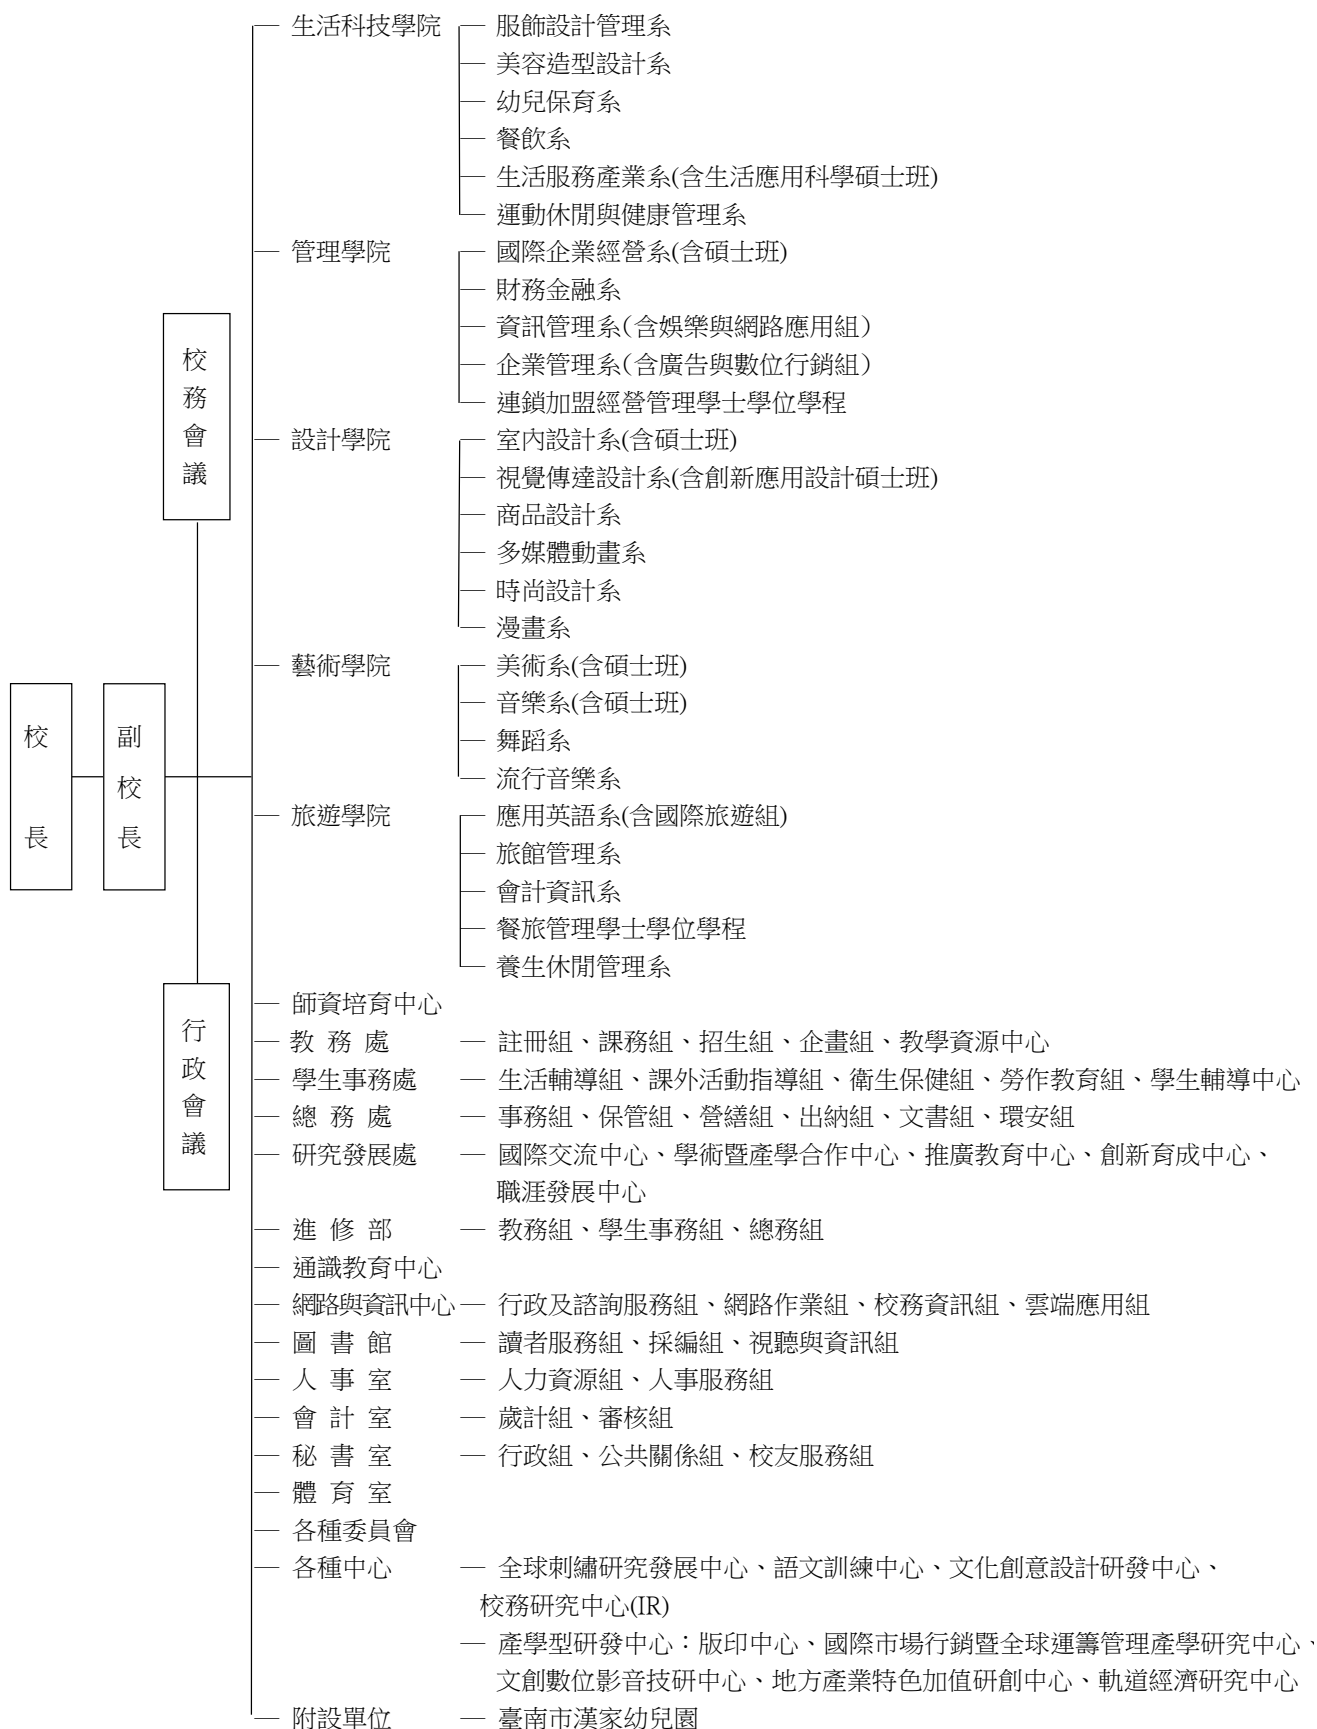 生活科技學院 服飾設計管理系
美容造型設計系
幼兒保育系
餐飲系
生活服務產業系(含生活應用科學碩士班)
運動休閒與健康管理系
管理學院 國際企業經營系(含碩士班)
財務金融系
資訊管理系(含娛樂與網路應用組)
企業管理系(含廣告與數位行銷組)
連鎖加盟經營管理學士學位學程
校務會議
設計學院 室內設計系(含碩士班)
視覺傳達設計系(含創新應用設計碩士班)
商品設計系
多媒體動畫系
時尚設計系
漫畫系
藝術學院 美術系(含碩士班)
音樂系(含碩士班)
舞蹈系
流行音樂系
校長
副校長
旅遊學院 應用英語系(含國際旅遊組)
旅館管理系
會計資訊系
餐旅管理學士學位學程
養生休閒管理系
行政會議
師資培育中心
教務處 註冊組、課務組、招生組、企畫組、教學資源中心
學生事務處 生活輔導組、課外活動指導組、衛生保健組、勞作教育組、學生輔導中心
總務處 事務組、保管組、營繕組、出納組、文書組、環安組
研究發展處 國際交流中心、學術暨產學合作中心、推廣教育中心、創新育成中心、
職涯發展中心
進修部 教務組、學生事務組、總務組
通識教育中心
網路與資訊中心 行政及諮詢服務組、網路作業組、校務資訊組、雲端應用組
圖書館 讀者服務組、採編組、視聽與資訊組
人事室 人力資源組、人事服務組
會計室 歲計組、審核組
秘書室 行政組、公共關係組、校友服務組
體育室
各種委員會
各種中心 全球刺繡研究發展中心、語文訓練中心、文化創意設計研發中心、
校務研究中心(IR)
產學型研發中心：版印中心、國際市場行銷暨全球運籌管理產學研究中心、
文創數位影音技研中心、地方產業特色加值研創中心、軌道經濟研究中心
附設單位 臺南市漢家幼兒園